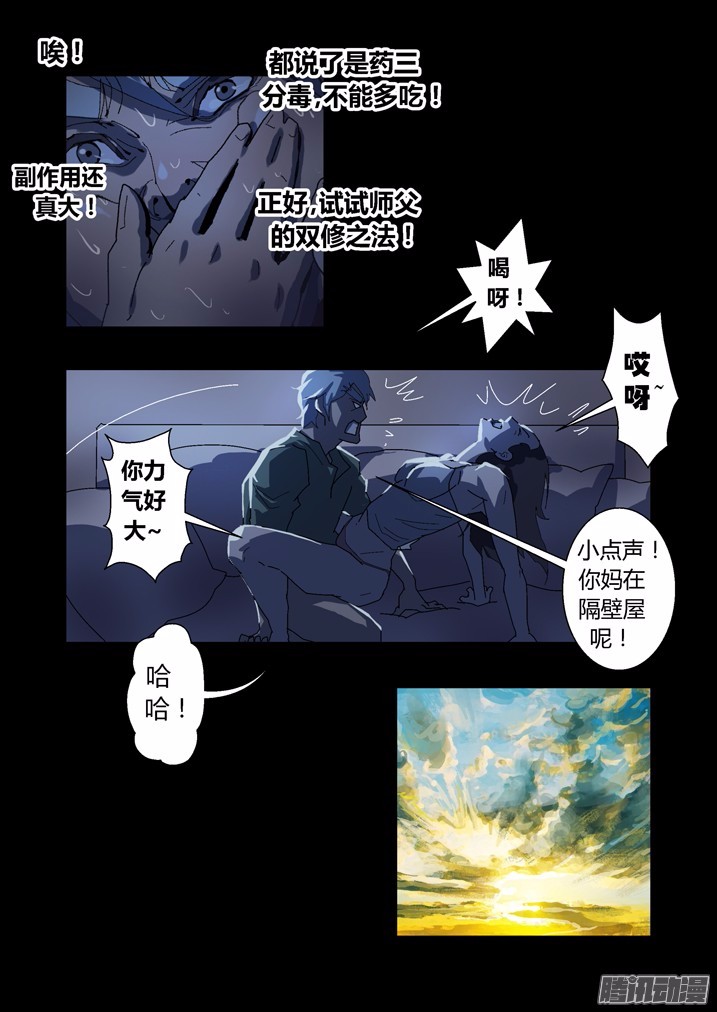 唉！
都说了是药三
分毒,不能多吃！
副作用还
真大！
正好,试试师父
的双修之法！
喝
呀！
哎
呀~
你力
气好
大~
小点声！
你妈在
隔壁屋
呢！
哈
哈！
腾讯动漫